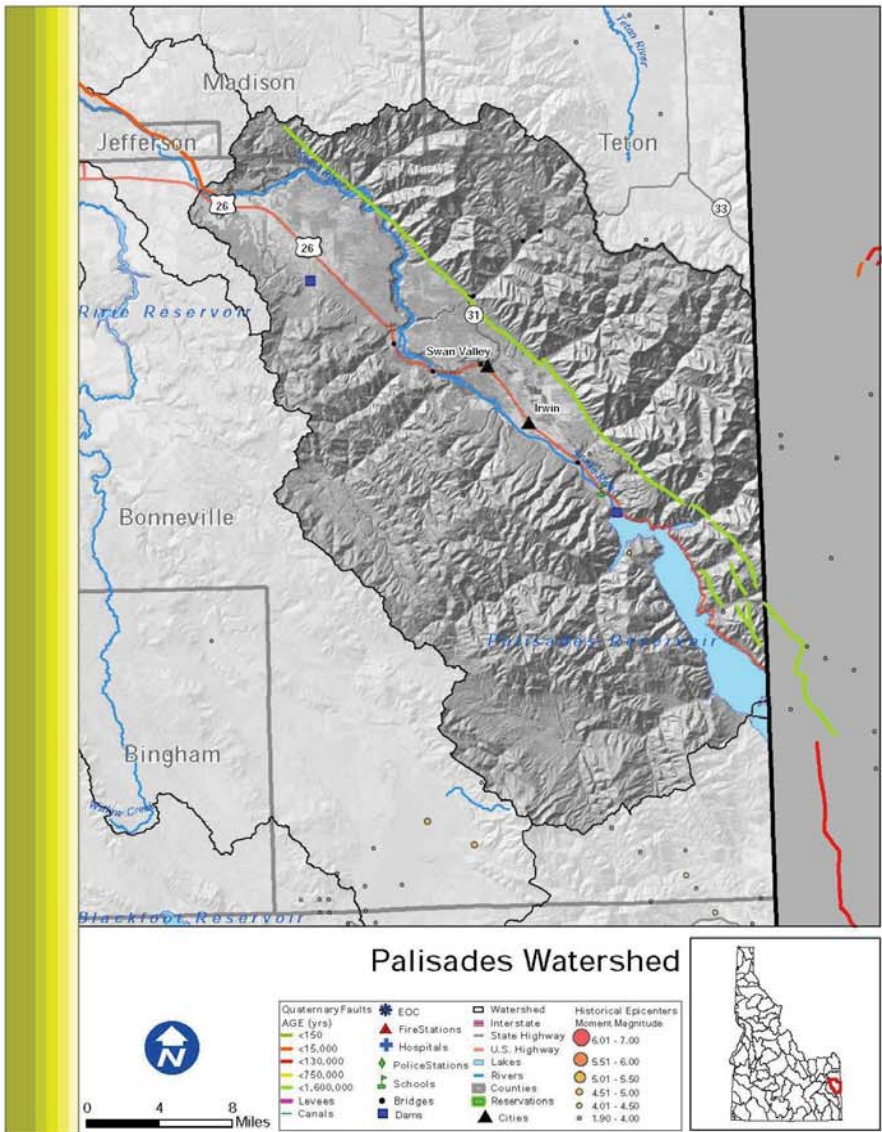 Madison
Teton River
Jefferson
Teton
26
33
26
Ririe Reservoir
31
Swan Valley
Irwin
Bonneville
Palisades Reservoir
Bingham
Willow Creek
Blackfoot Reservoir
Palisades Watershed
Quaternary Faults
AGE (yrs)
<150
<15,000
<130,000
<750,000
<1,600,000
Levees
Canals
EOC
FireStations
Hospitals
PoliceStations
Schools
Bridges
Dams
Watershed
Interstate
State Highway
U.S. Highway
Lakes
Rivers
Counties
Reservations
Cities
Historical Epicenters
Moment Magnitude
6.01 - 7.00
5.51 - 6.00
5.01 - 5.50
4.51 - 5.00
4.01 - 4.50
1.90 - 4.00
N
0 4 8
Miles